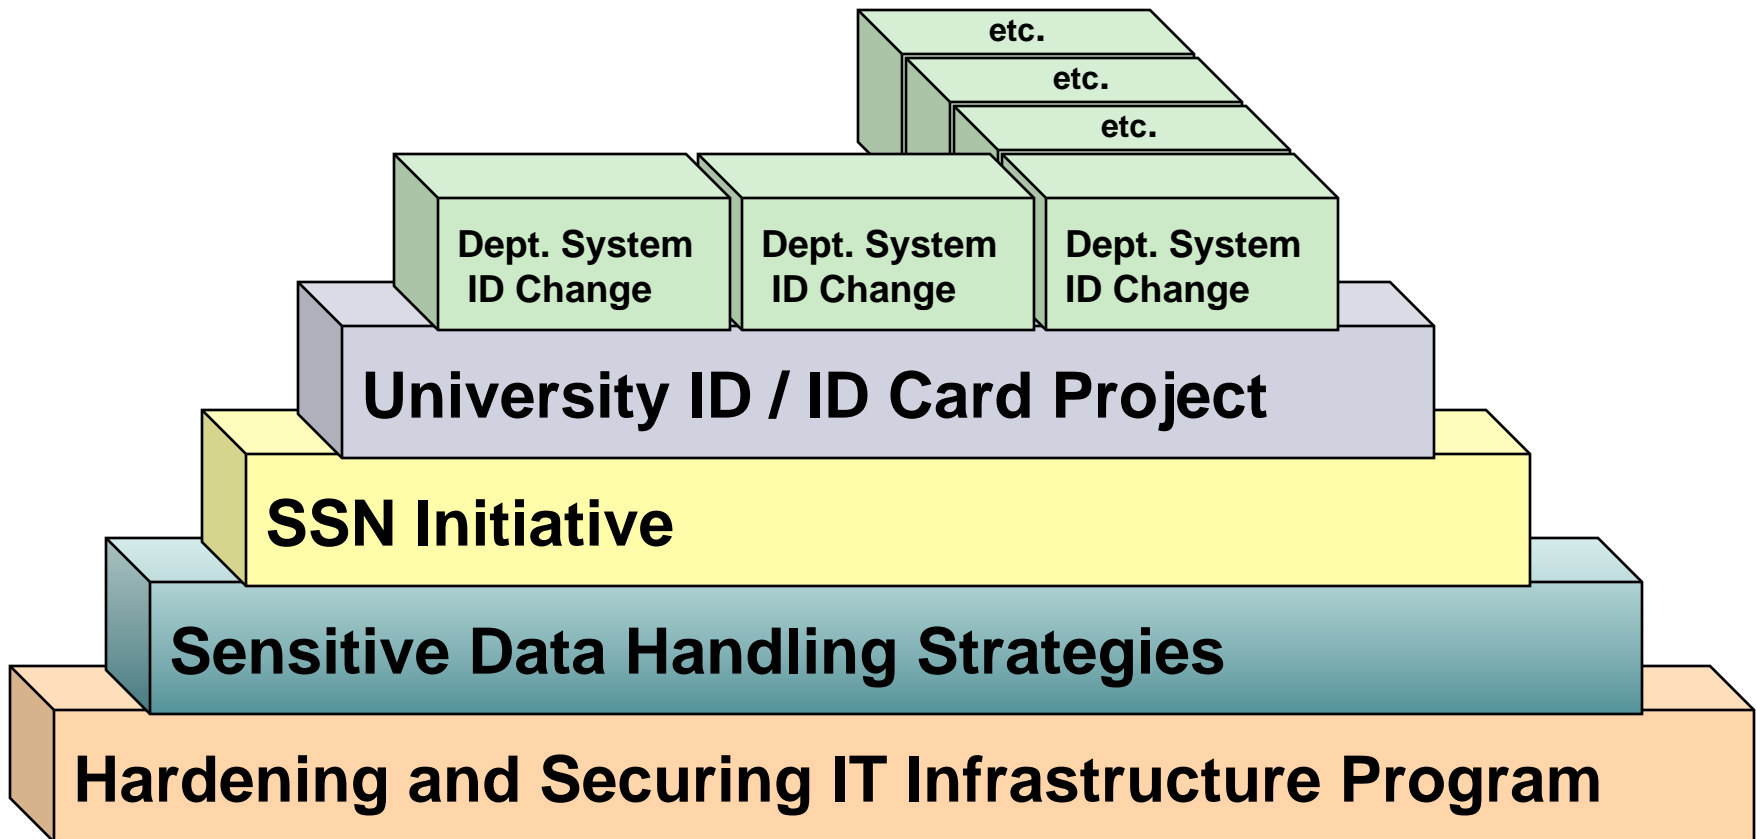 etc.
etc.
etc.
Dept. System
ID Change
Dept. System
ID Change
Dept. System
ID Change
University ID / ID Card Project
SSN Initiative
Sensitive Data Handling Strategies
Hardening and Securing IT Infrastructure Program